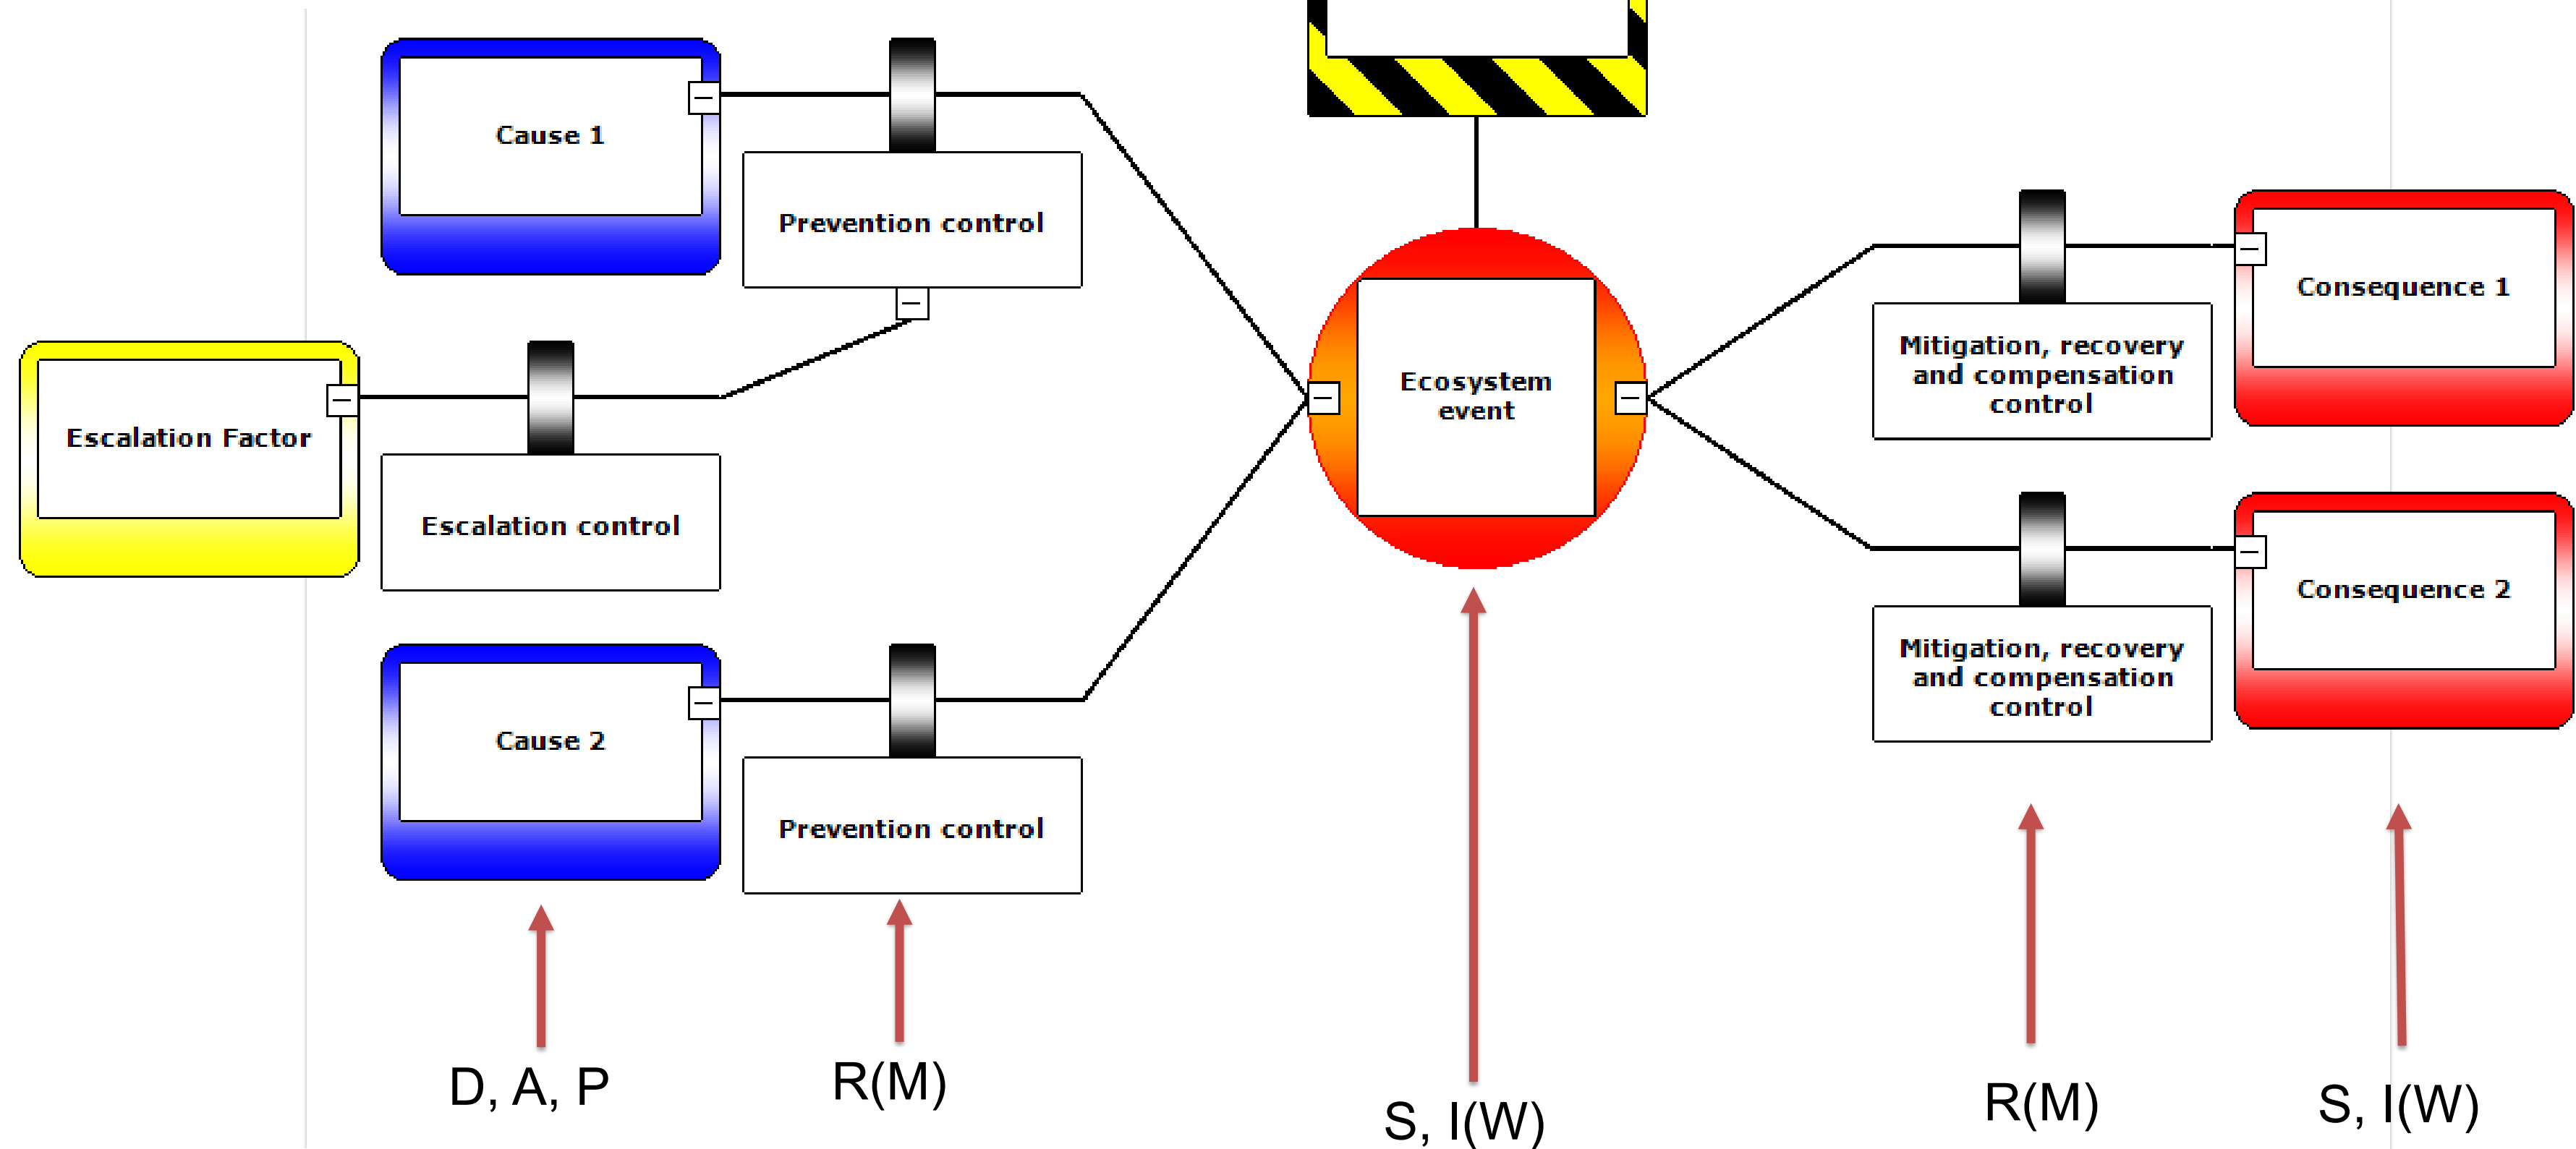 Cause 1
Prevention control
Escalation Factor
Escalation control
Cause 2
Prevention control
Ecosystem
event
Mitigation, recovery
and compensation
control
Consequence 1
Mitigation, recovery
and compensation
control
Consequence 2
D, A, P
R(M)
S, I(W)
R(M)
S, I(W)